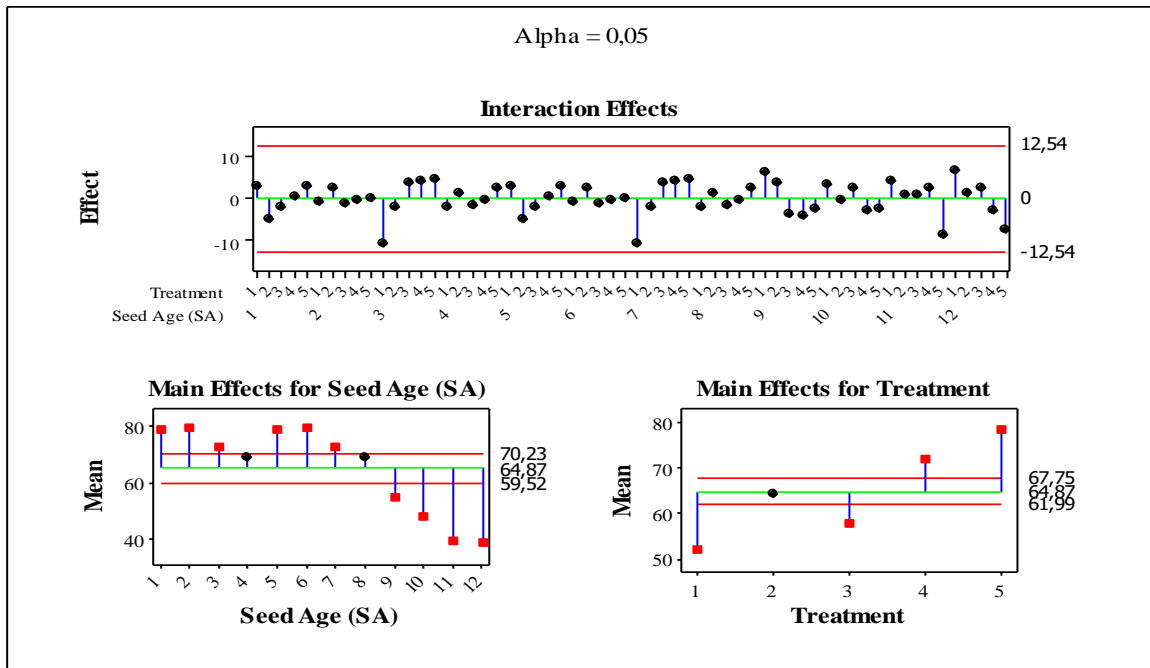 Alpha = 0,05
Interaction Effects
Effect
10
0
-10
12,54
0
-12,54
Treatment
1 2 3 4 5 1 2 3 4 5 1 2 3 4 5 1 2 3 4 5 1 2 3 4 5 1 2 3 4 5 1 2 3 4 5 1 2 3 4 5 1 2 3 4 5 1 2 3 4 5 1 2 3 4 5 1 2 3 4 5
Seed Age (SA)
1 2 3 4 5 6 7 8 9 10 11 12
Main Effects for Seed Age (SA)
Mean
80
60
40
70,23
64,87
59,52
1 2 3 4 5 6 7 8 9 10 11 12
Seed Age (SA)
Main Effects for Treatment
Mean
80
70
60
50
67,75
64,87
61,99
1 2 3 4 5
Treatment